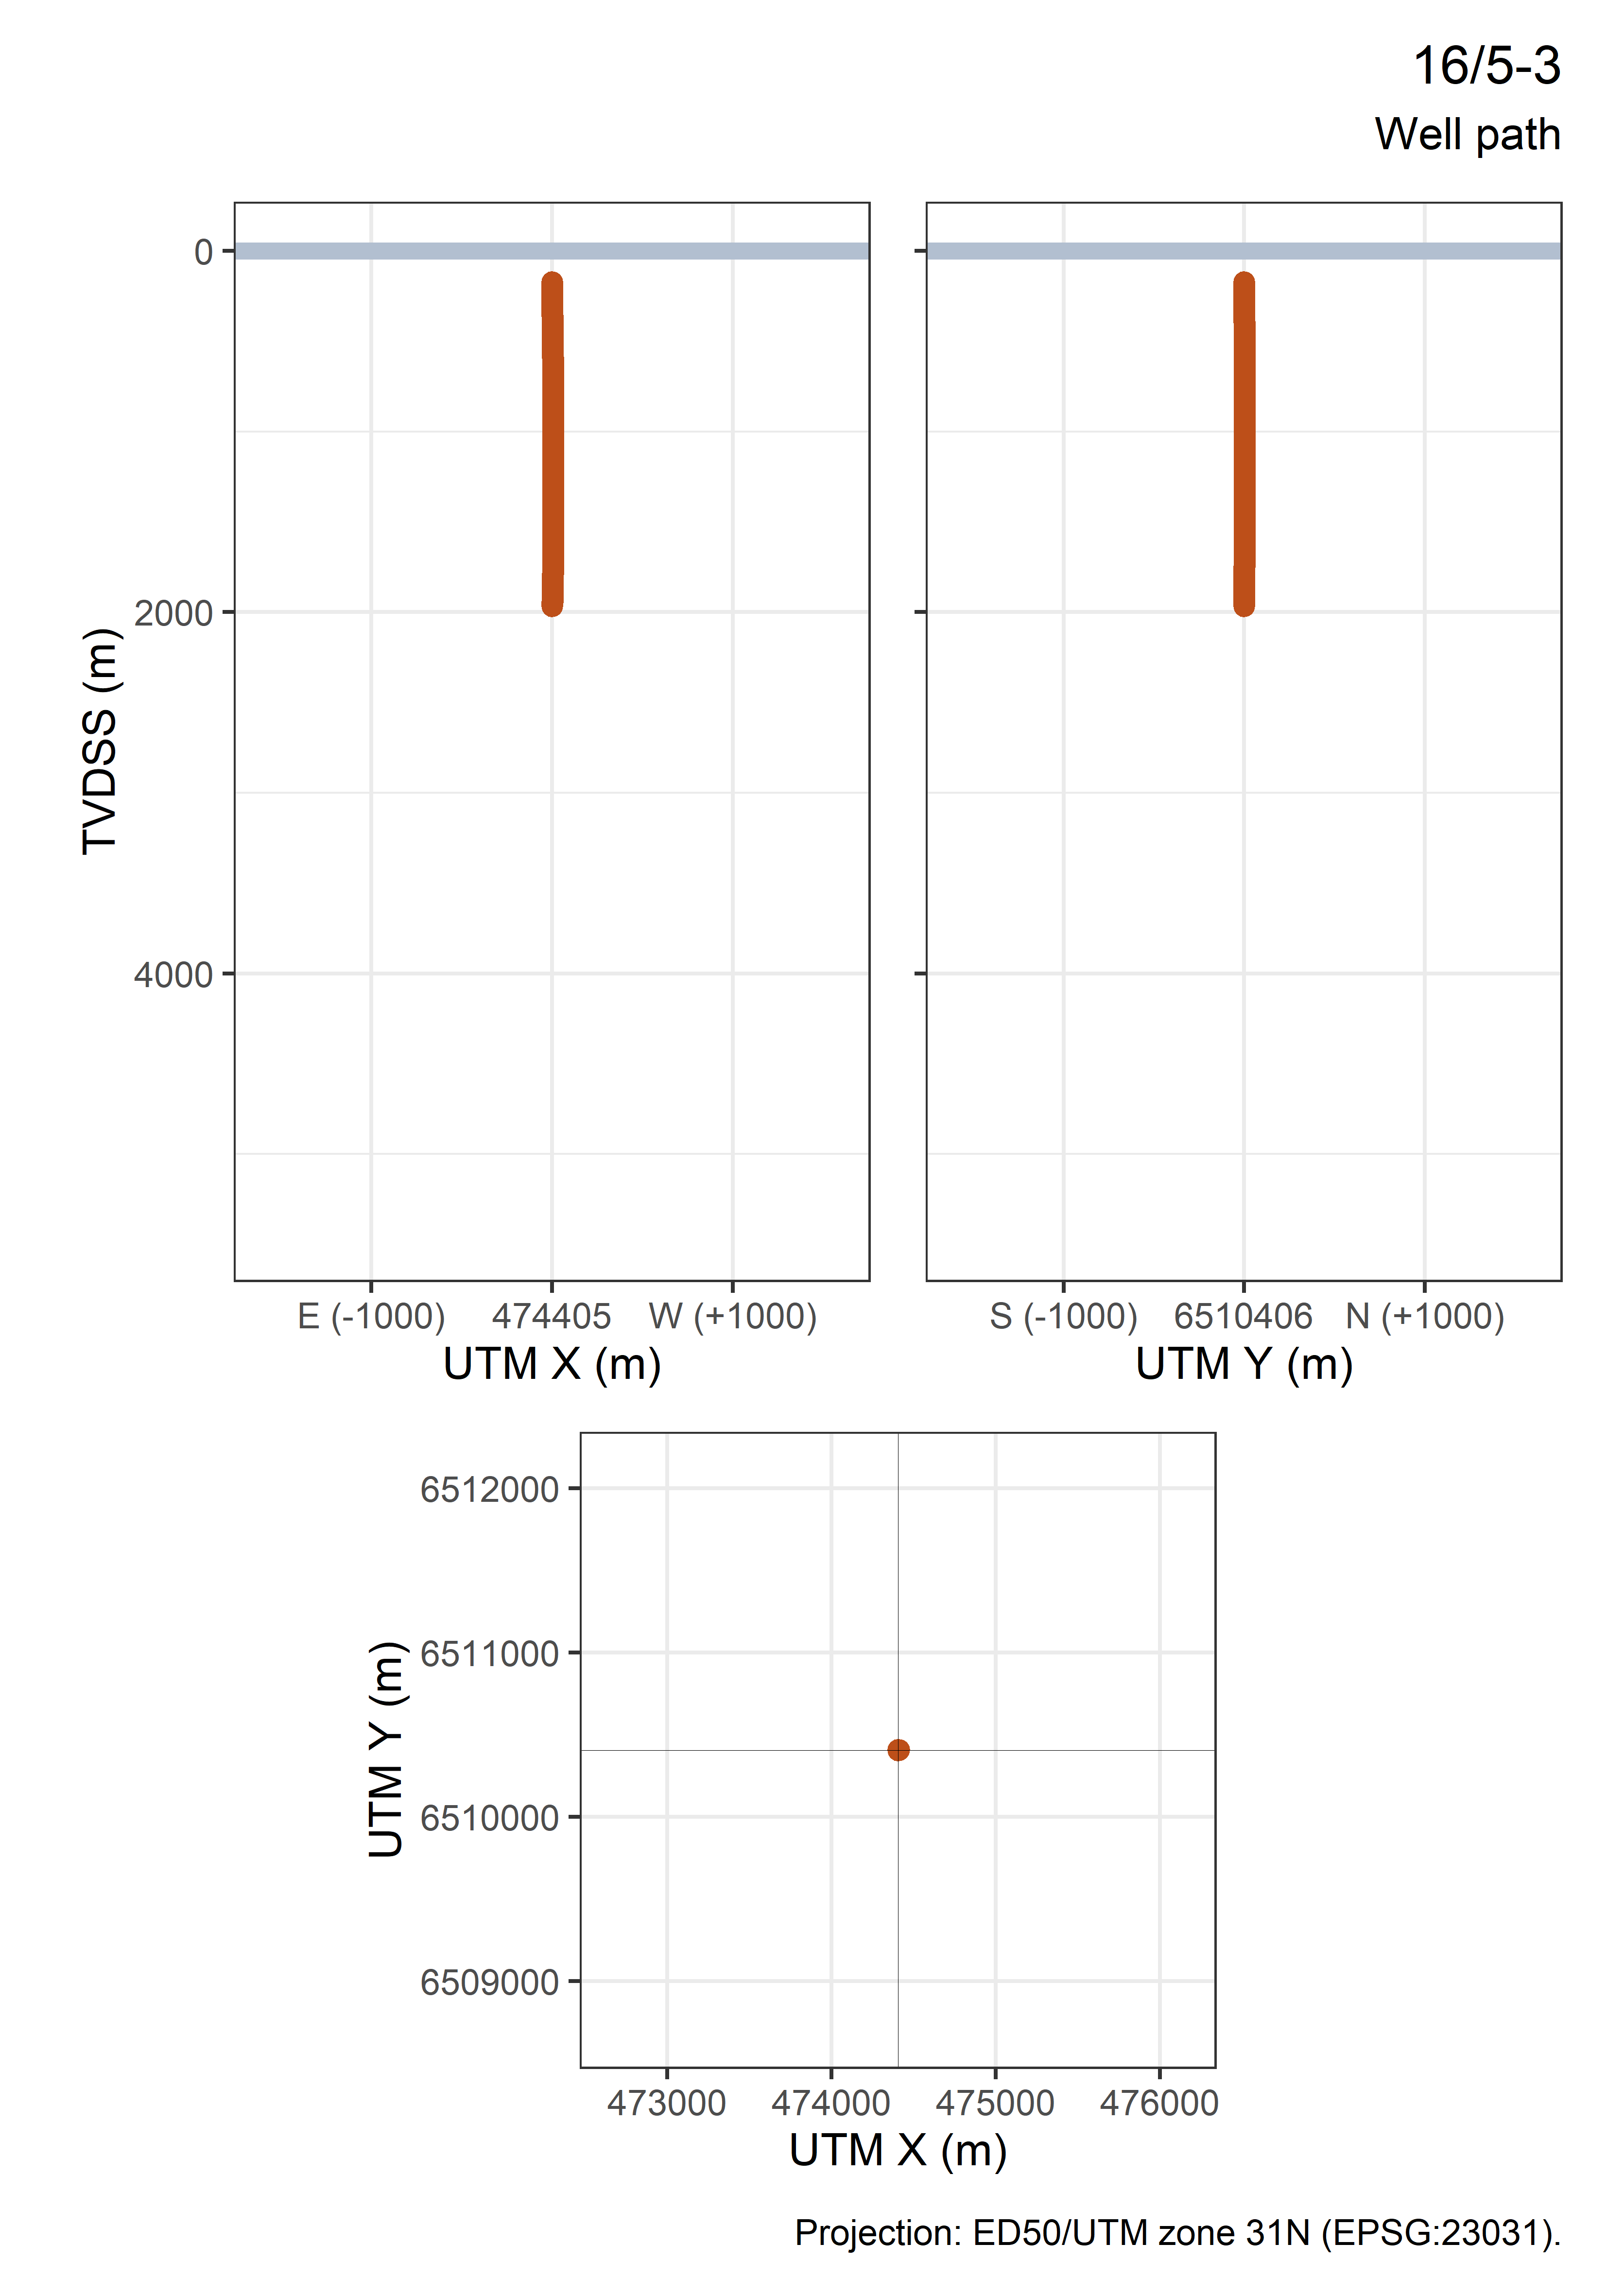 16/5-3
Well path
0
2000
4000
TVDSS (m)
E (-1000) 474405 W (+1000)
UTM X (m)
S (-1000) 6510406 N (+1000)
UTM Y (m)
6512000
6511000
6510000
6509000
UTM Y (m)
473000 474000 475000 476000
UTM X (m)
Projection: ED50/UTM zone 31N (EPSG:23031).